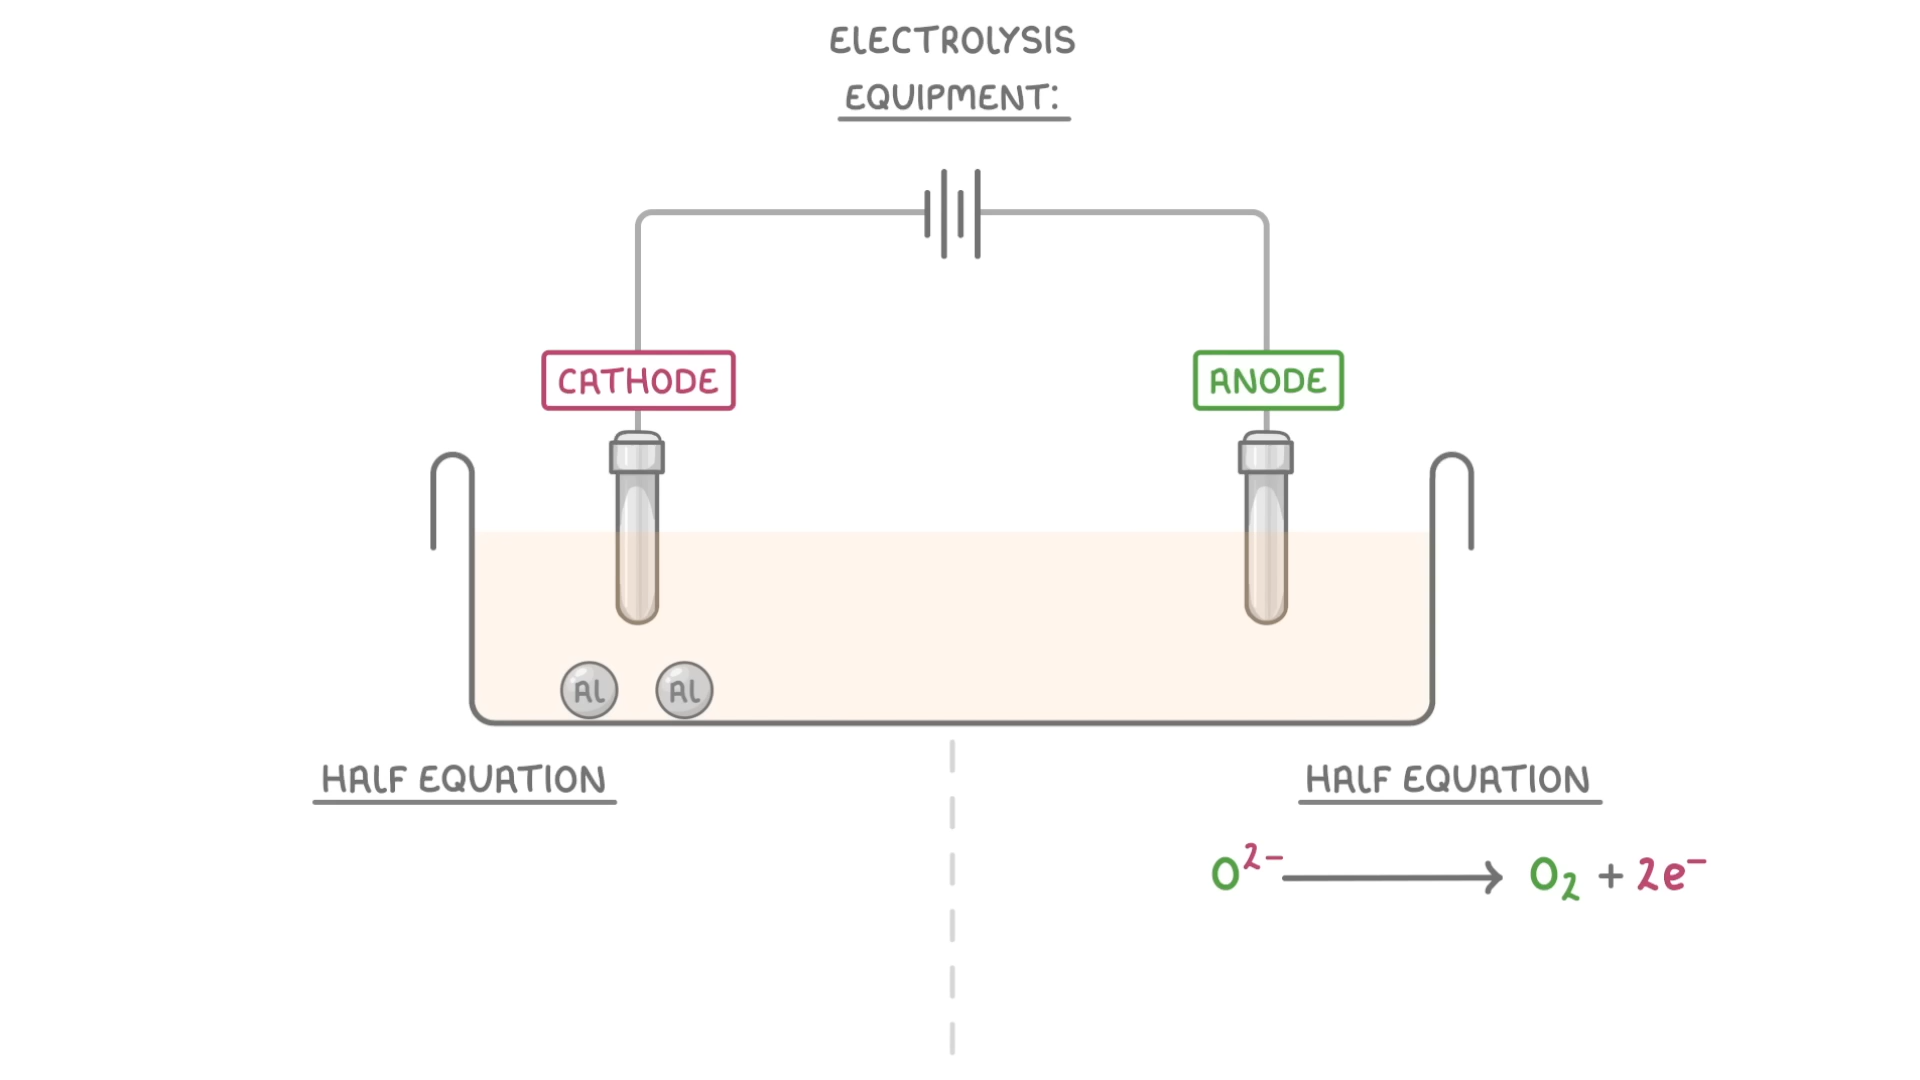 ELECTROLYSIS
EQUIPMENT:
CATHODE
ANODE
Al Al
HALF EQUATION
HALF EQUATION
O²⁻ → O₂ + 2e⁻